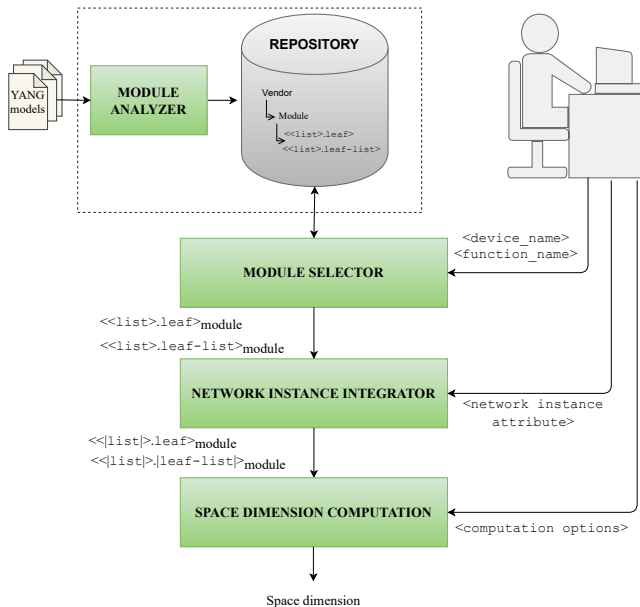 REPOSITORY
YANG
models
MODULE
ANALYZER
Vendor
Module
<<list>.leaf>
<<list>.leaf-list>
<device_name>
<function_name>
MODULE SELECTOR
<<list>.leaf>module
<<list>.leaf-list>module
NETWORK INSTANCE INTEGRATOR
<network instance
attribute>
<<|list|>.leaf>module
<<|list|>.|leaf-list|>module
SPACE DIMENSION COMPUTATION
<computation options>
Space dimension